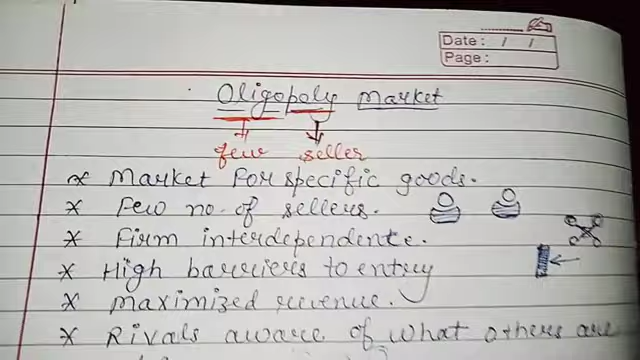 Date: / /
Page:
Oligopoly Market
few seller
* Market For specific goods.
* Few no. of sellers.
* Firm interdependente.
* High barriers to entry
* Maximized revenue.
* Rivals aware of what others are